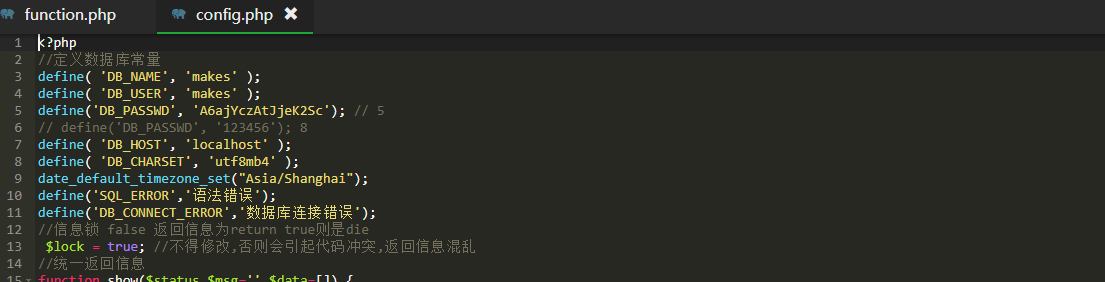 function.php config.php ✖
1 <?php
2 //定义数据库常量
3 define( 'DB_NAME', 'makes' );
4 define( 'DB_USER', 'makes' );
5 define('DB_PASSWD', 'A6ajYczAtJjeK2Sc'); // 5
6 // define('DB_PASSWD', '123456'); 8
7 define( 'DB_HOST', 'localhost' );
8 define( 'DB_CHARSET', 'utf8mb4' );
9 date_default_timezone_set("Asia/Shanghai");
10 define('SQL_ERROR','语法错误');
11 define('DB_CONNECT_ERROR','数据库连接错误');
12 //信息锁 false 返回信息为return true则是die
13 $lock = true; //不得修改,否则会引起代码冲突,返回信息混乱
14 //统一返回信息
15 function show($status,$msg='',$data=[]) {